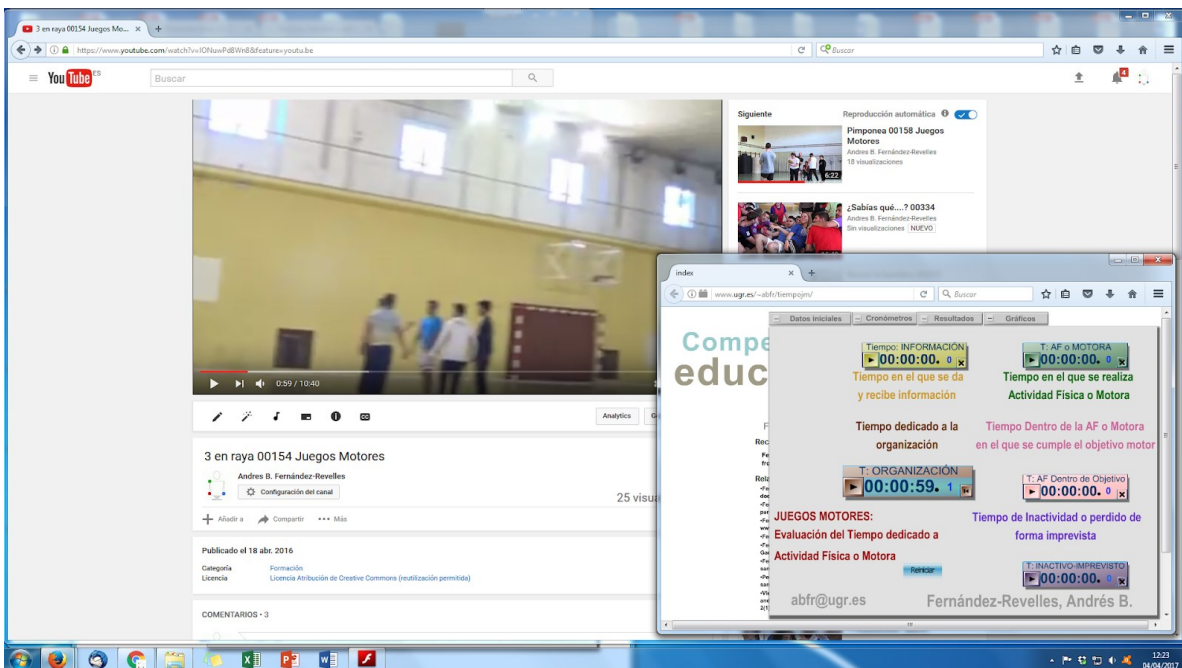 3 en raya 00154 Juegos Mo...
https://www.youtube.com/watch?v=IONuwPd8Wn8&feature=youtu.be
Buscar
YouTube ES
Buscar
4
Siguiente
Reproducción automática
Pimponea 00158 Juegos
Motores
Andres B. Fernández-Revelles
18 visualizaciones
6:22
¿Sabías qué....? 00334
Andres B. Fernández-Revelles
Sin visualizaciones NUEVO
0:59 / 10:40
Analytics
3 en raya 00154 Juegos Motores
Andres B. Fernández-Revelles
Configuración del canal
25 visua
Añadir a Compartir Más
Publicado el 18 abr. 2016
Categoría Formación
Licencia Licencia Atribución de Creative Commons (reutilización permitida)
COMENTARIOS • 3
index
www.ugr.es/~abfr/tiempojm/
Buscar
Datos iniciales Cronómetros Resultados Gráficos
Compe
educ
Tiempo: INFORMACIÓN
00:00:00. 0
Tiempo en el que se da
y recibe información
T: AF o MOTORA
00:00:00. 0
Tiempo en el que se realiza
Actividad Física o Motora
Tiempo dedicado a la
organización
Tiempo Dentro de la AF o Motora
en el que se cumple el objetivo motor
T: ORGANIZACIÓN
00:00:59. 1
T: AF Dentro de Objetivo
00:00:00. 0
JUEGOS MOTORES:
Evaluación del Tiempo dedicado a
Actividad Física o Motora
Tiempo de Inactividad o perdido de
forma imprevista
Reiniciar
T: INACTIVO-IMPREVISTO
00:00:00. 0
abfr@ugr.es
Fernández-Revelles, Andrés B.
12:23
04/04/2017